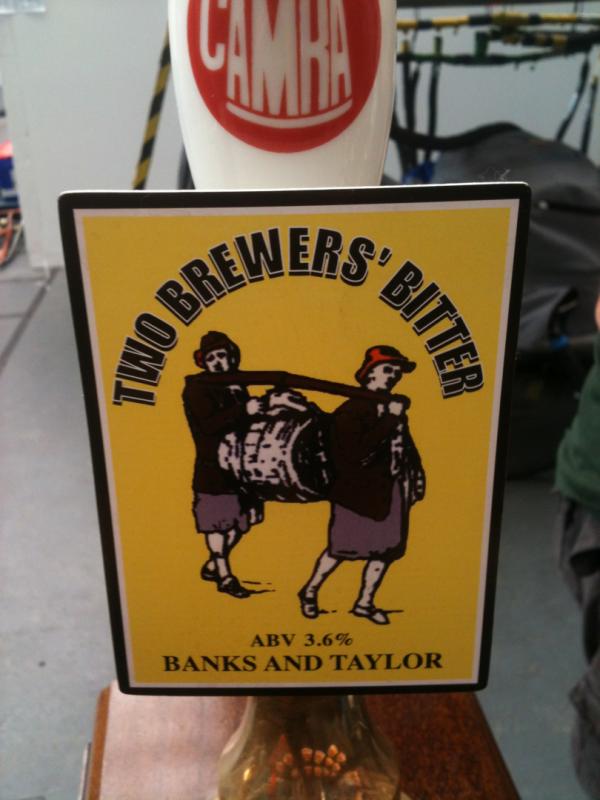 CAMRA
TWO BREWERS' BITTER
ABV 3.6%
BANKS AND TAYLOR